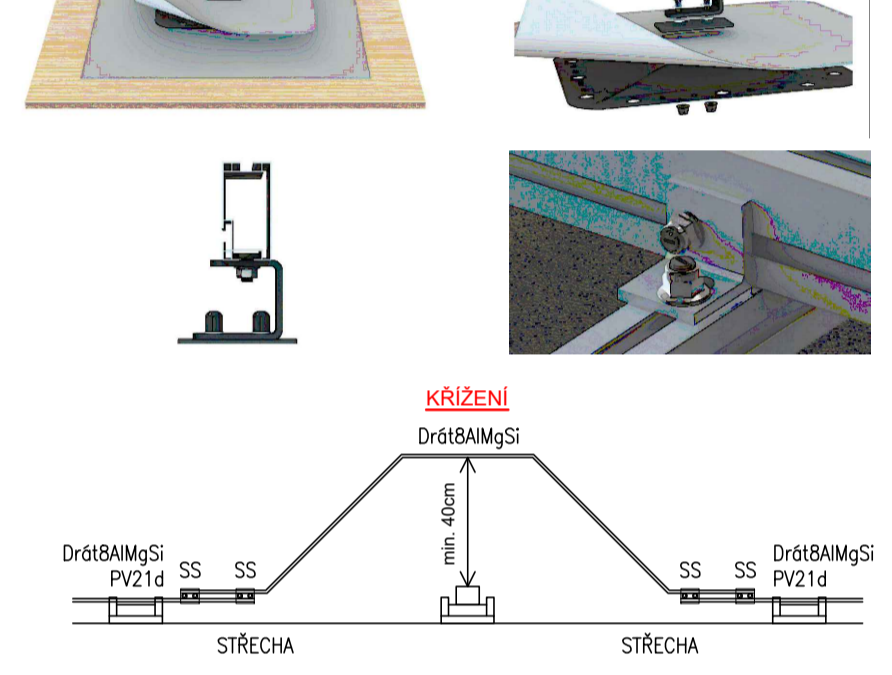 KŘÍŽENÍ
Drát8AlMgSi
min. 40cm
Drát8AlMgSi
PV21d
SS
SS
SS
SS
Drát8AlMgSi
PV21d
STŘECHA
STŘECHA